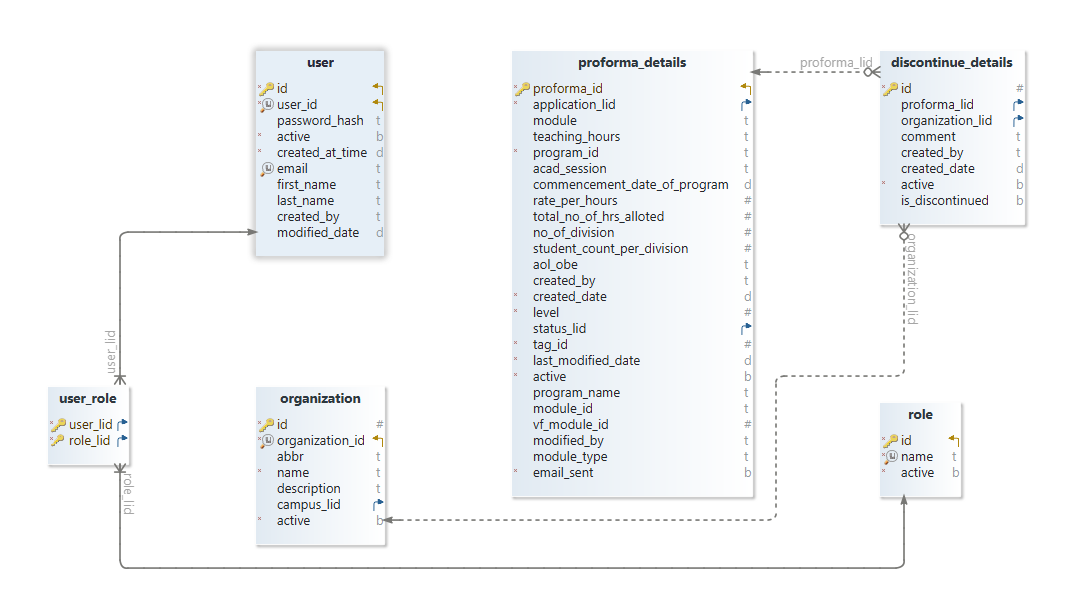 user
id
user_id
password_hash t
active b
created_at_time d
email t
first_name t
last_name t
created_by t
modified_date d
proforma_details
proforma_id
application_lid
module t
teaching_hours t
program_id t
acad_session t
commencement_date_of_program d
rate_per_hours #
total_no_of_hrs_alloted #
no_of_division #
student_count_per_division #
aol_obe t
created_by t
created_date d
level #
status_lid
tag_id #
last_modified_date d
active b
program_name t
module_id t
vf_module_id #
modified_by t
module_type t
email_sent b
proforma_lid
discontinue_details
id #
proforma_lid
organization_lid
comment t
created_by t
created_date d
active b
is_discontinued b
organization_lid
user_lid
user_role
user_lid
role_lid
role_lid
organization
id #
organization_id
abbr t
name t
description t
campus_lid
active b
role
id
name t
active b